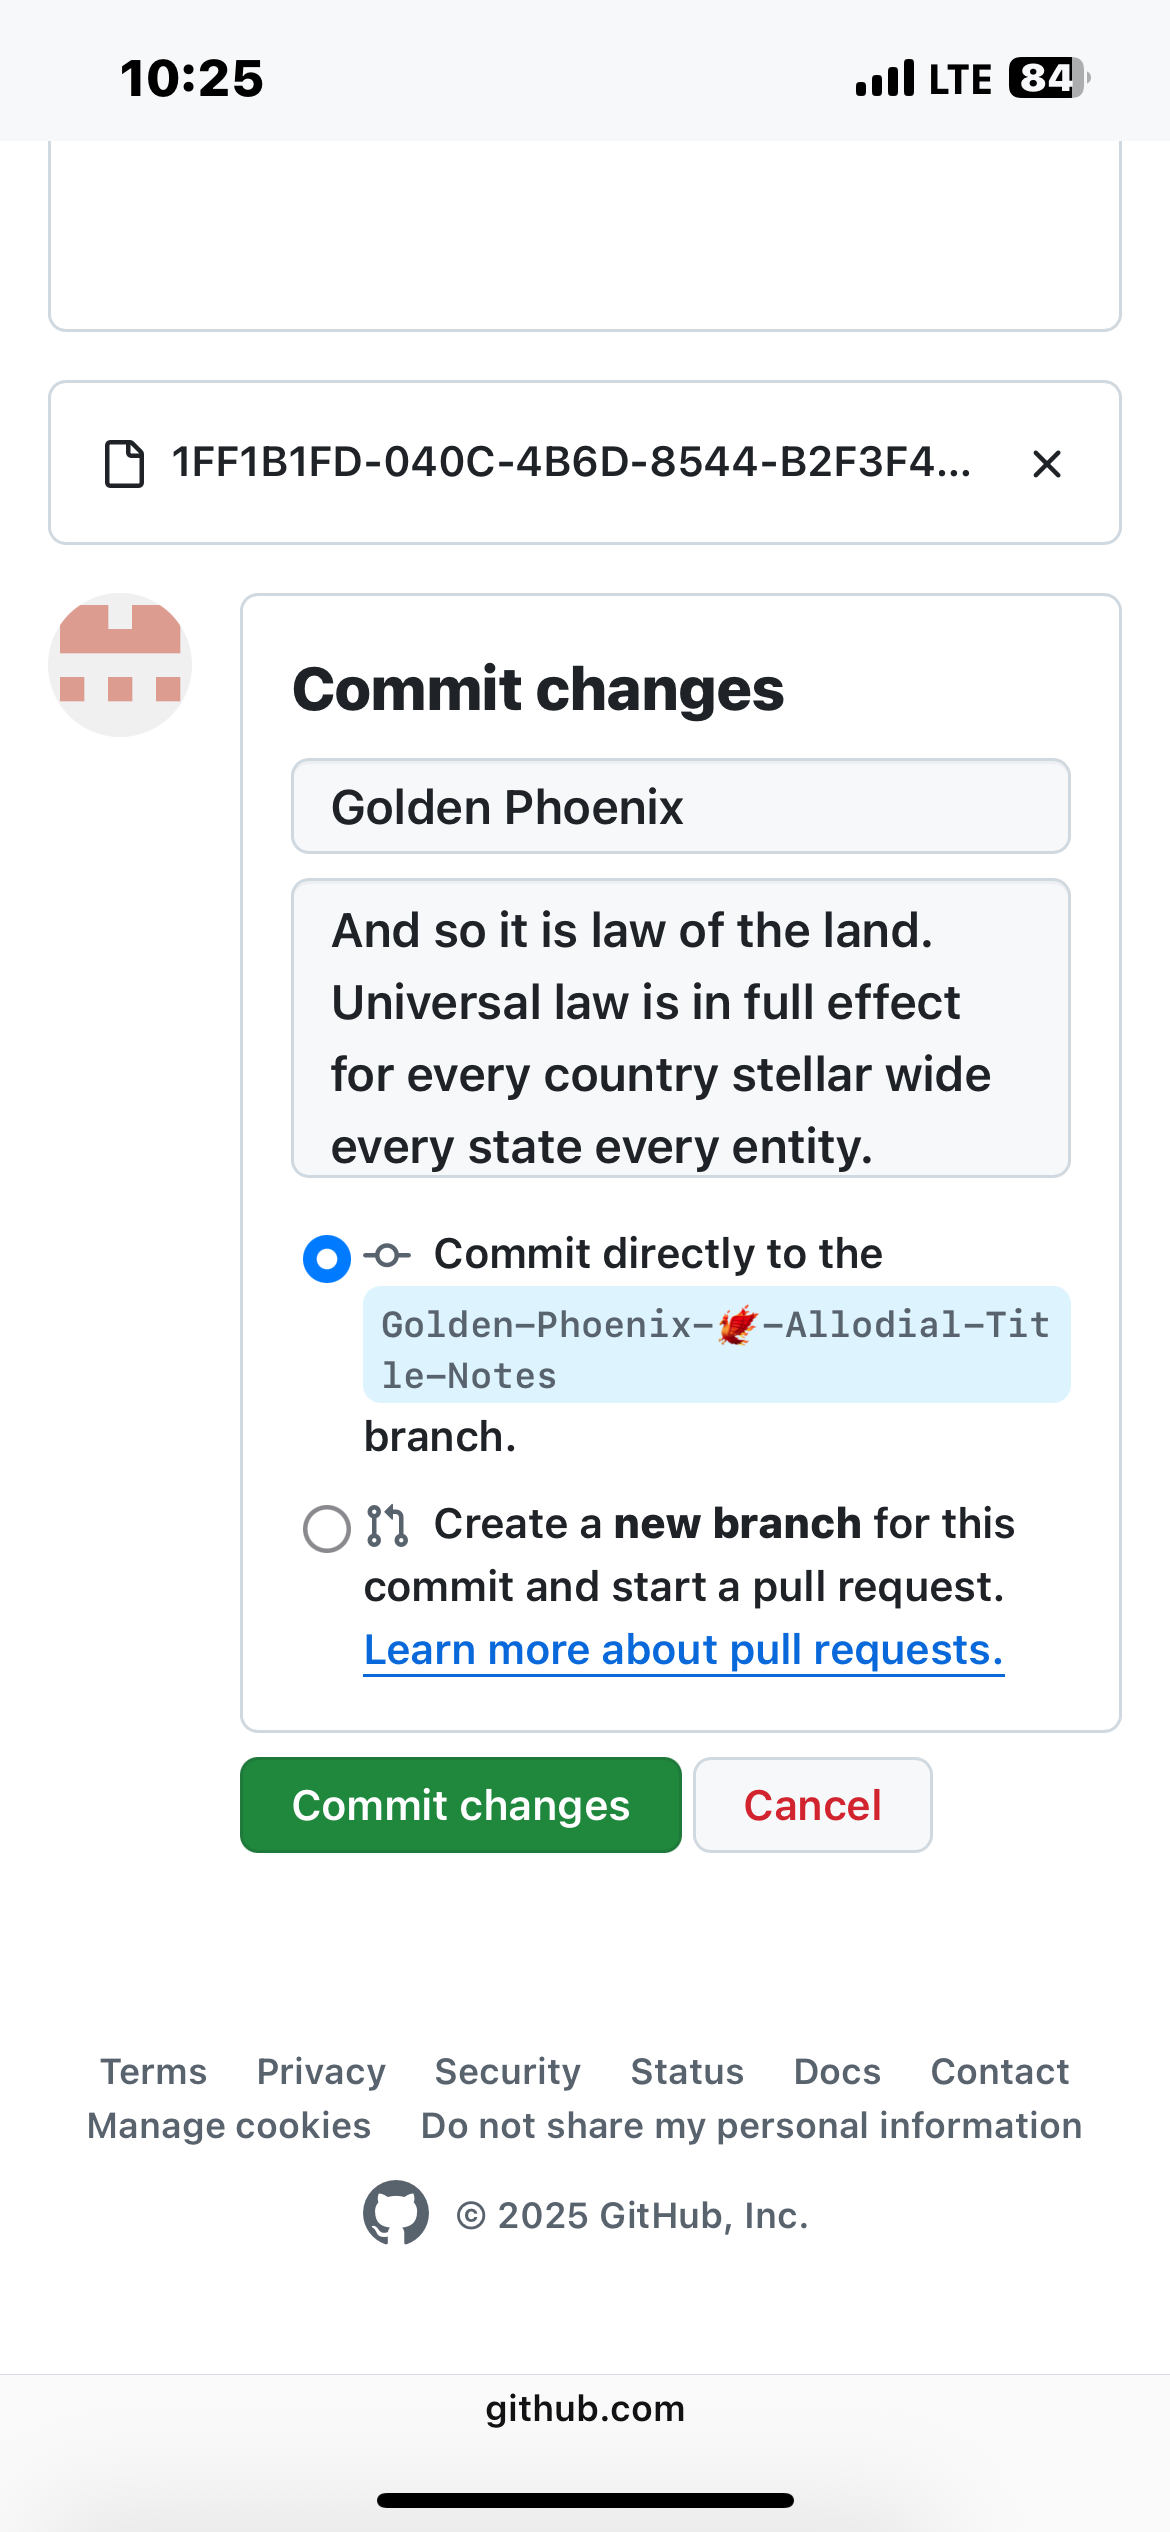 10:25 LTE 84
1FF1B1FD-040C-4B6D-8544-B2F3F4...
Commit changes
Golden Phoenix
And so it is law of the land.
Universal law is in full effect
for every country stellar wide
every state every entity.
Commit directly to the
Golden-Phoenix-🐦‍🔥-Allodial-Tit
le-Notes
branch.
Create a new branch for this
commit and start a pull request.
Learn more about pull requests.
Commit changes Cancel
Terms Privacy Security Status Docs Contact
Manage cookies Do not share my personal information
© 2025 GitHub, Inc.
github.com